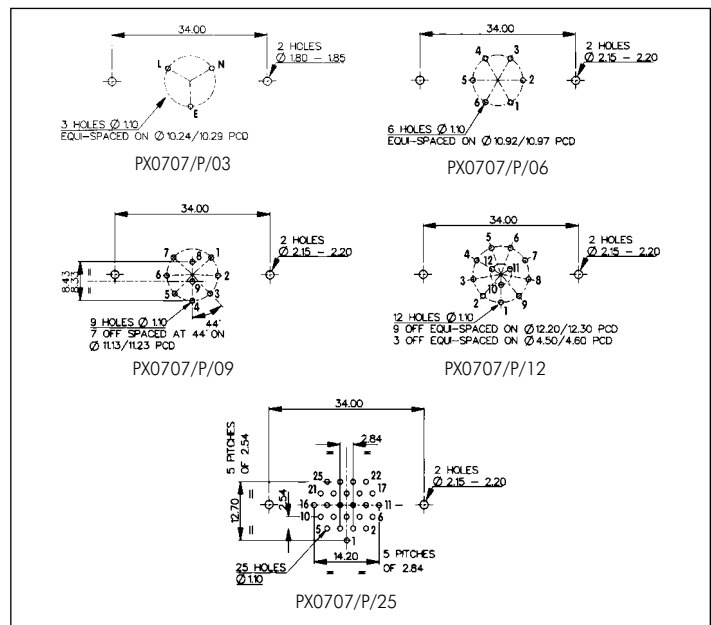 34.00
2 HOLES
Ø 1.80 – 1.85
L
N
E
3 HOLES Ø 1.10
EQUI-SPACED ON Ø 10.24/10.29 PCD
PX0707/P/03
34.00
2 HOLES
Ø 2.15 – 2.20
4
3
5
2
6
1
6 HOLES Ø 1.10
EQUI-SPACED ON Ø 10.92/10.97 PCD
PX0707/P/06
34.00
2 HOLES
Ø 2.15 – 2.20
8.43
8.33
=
=
7
8
1
6
2
9
5
3
4
44°
9 HOLES Ø 1.10
7 OFF SPACED AT 44° ON
Ø 11.13/11.23 PCD
PX0707/P/09
34.00
2 HOLES
Ø 2.15 – 2.20
5
6
4
12
11
7
3
8
10
2
9
1
12 HOLES Ø 1.10
9 OFF EQUI-SPACED ON Ø 12.20/12.30 PCD
3 OFF EQUI-SPACED ON Ø 4.50/4.60 PCD
PX0707/P/12
34.00
5 PITCHES
OF 2.54
2.84
=
=
2 HOLES
Ø 2.15 – 2.20
25
22
21
17
12.70
=
=
2.54
16
11
10
6
5
2
1
14.20
5 PITCHES
OF 2.84
=
=
25 HOLES
Ø 1.10
PX0707/P/25